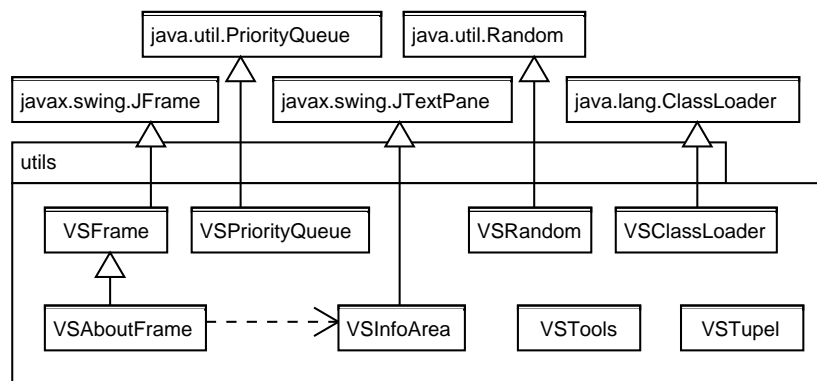 java.util.PriorityQueue
java.util.Random
javax.swing.JFrame
javax.swing.JTextPane
java.lang.ClassLoader
utils
VSFrame
VSPriorityQueue
VSRandom
VSClassLoader
VSAboutFrame
VSInfoArea
VSTools
VSTupel